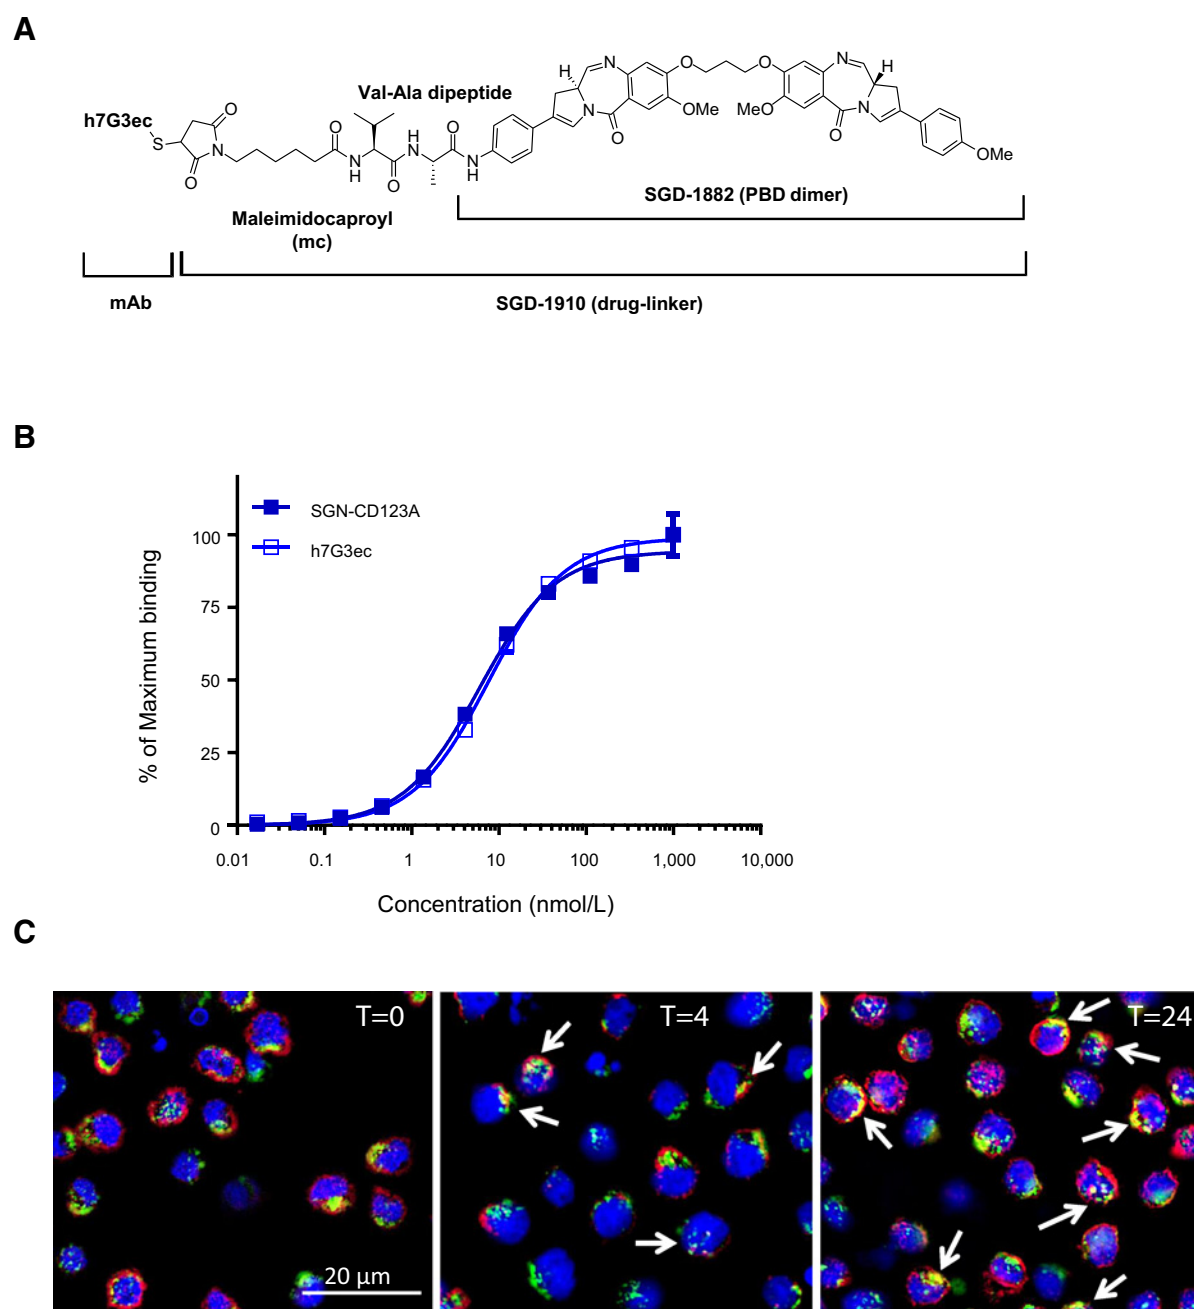 A
h7G3ec
S
O
O
N
Val-Ala dipeptide
O
N
H
O
H
N
O
N
H
H
N
N
O
O
OMe
O
MeO
N
H
N
O
OMe
Maleimidocaproyl
(mc)
SGD-1882 (PBD dimer)
mAb
SGD-1910 (drug-linker)
B
SGN-CD123A
h7G3ec
% of Maximum binding
100
75
50
25
0
0.01
0.1
1
10
100
1,000
10,000
Concentration (nmol/L)
C
T=0
T=4
T=24
20 µm